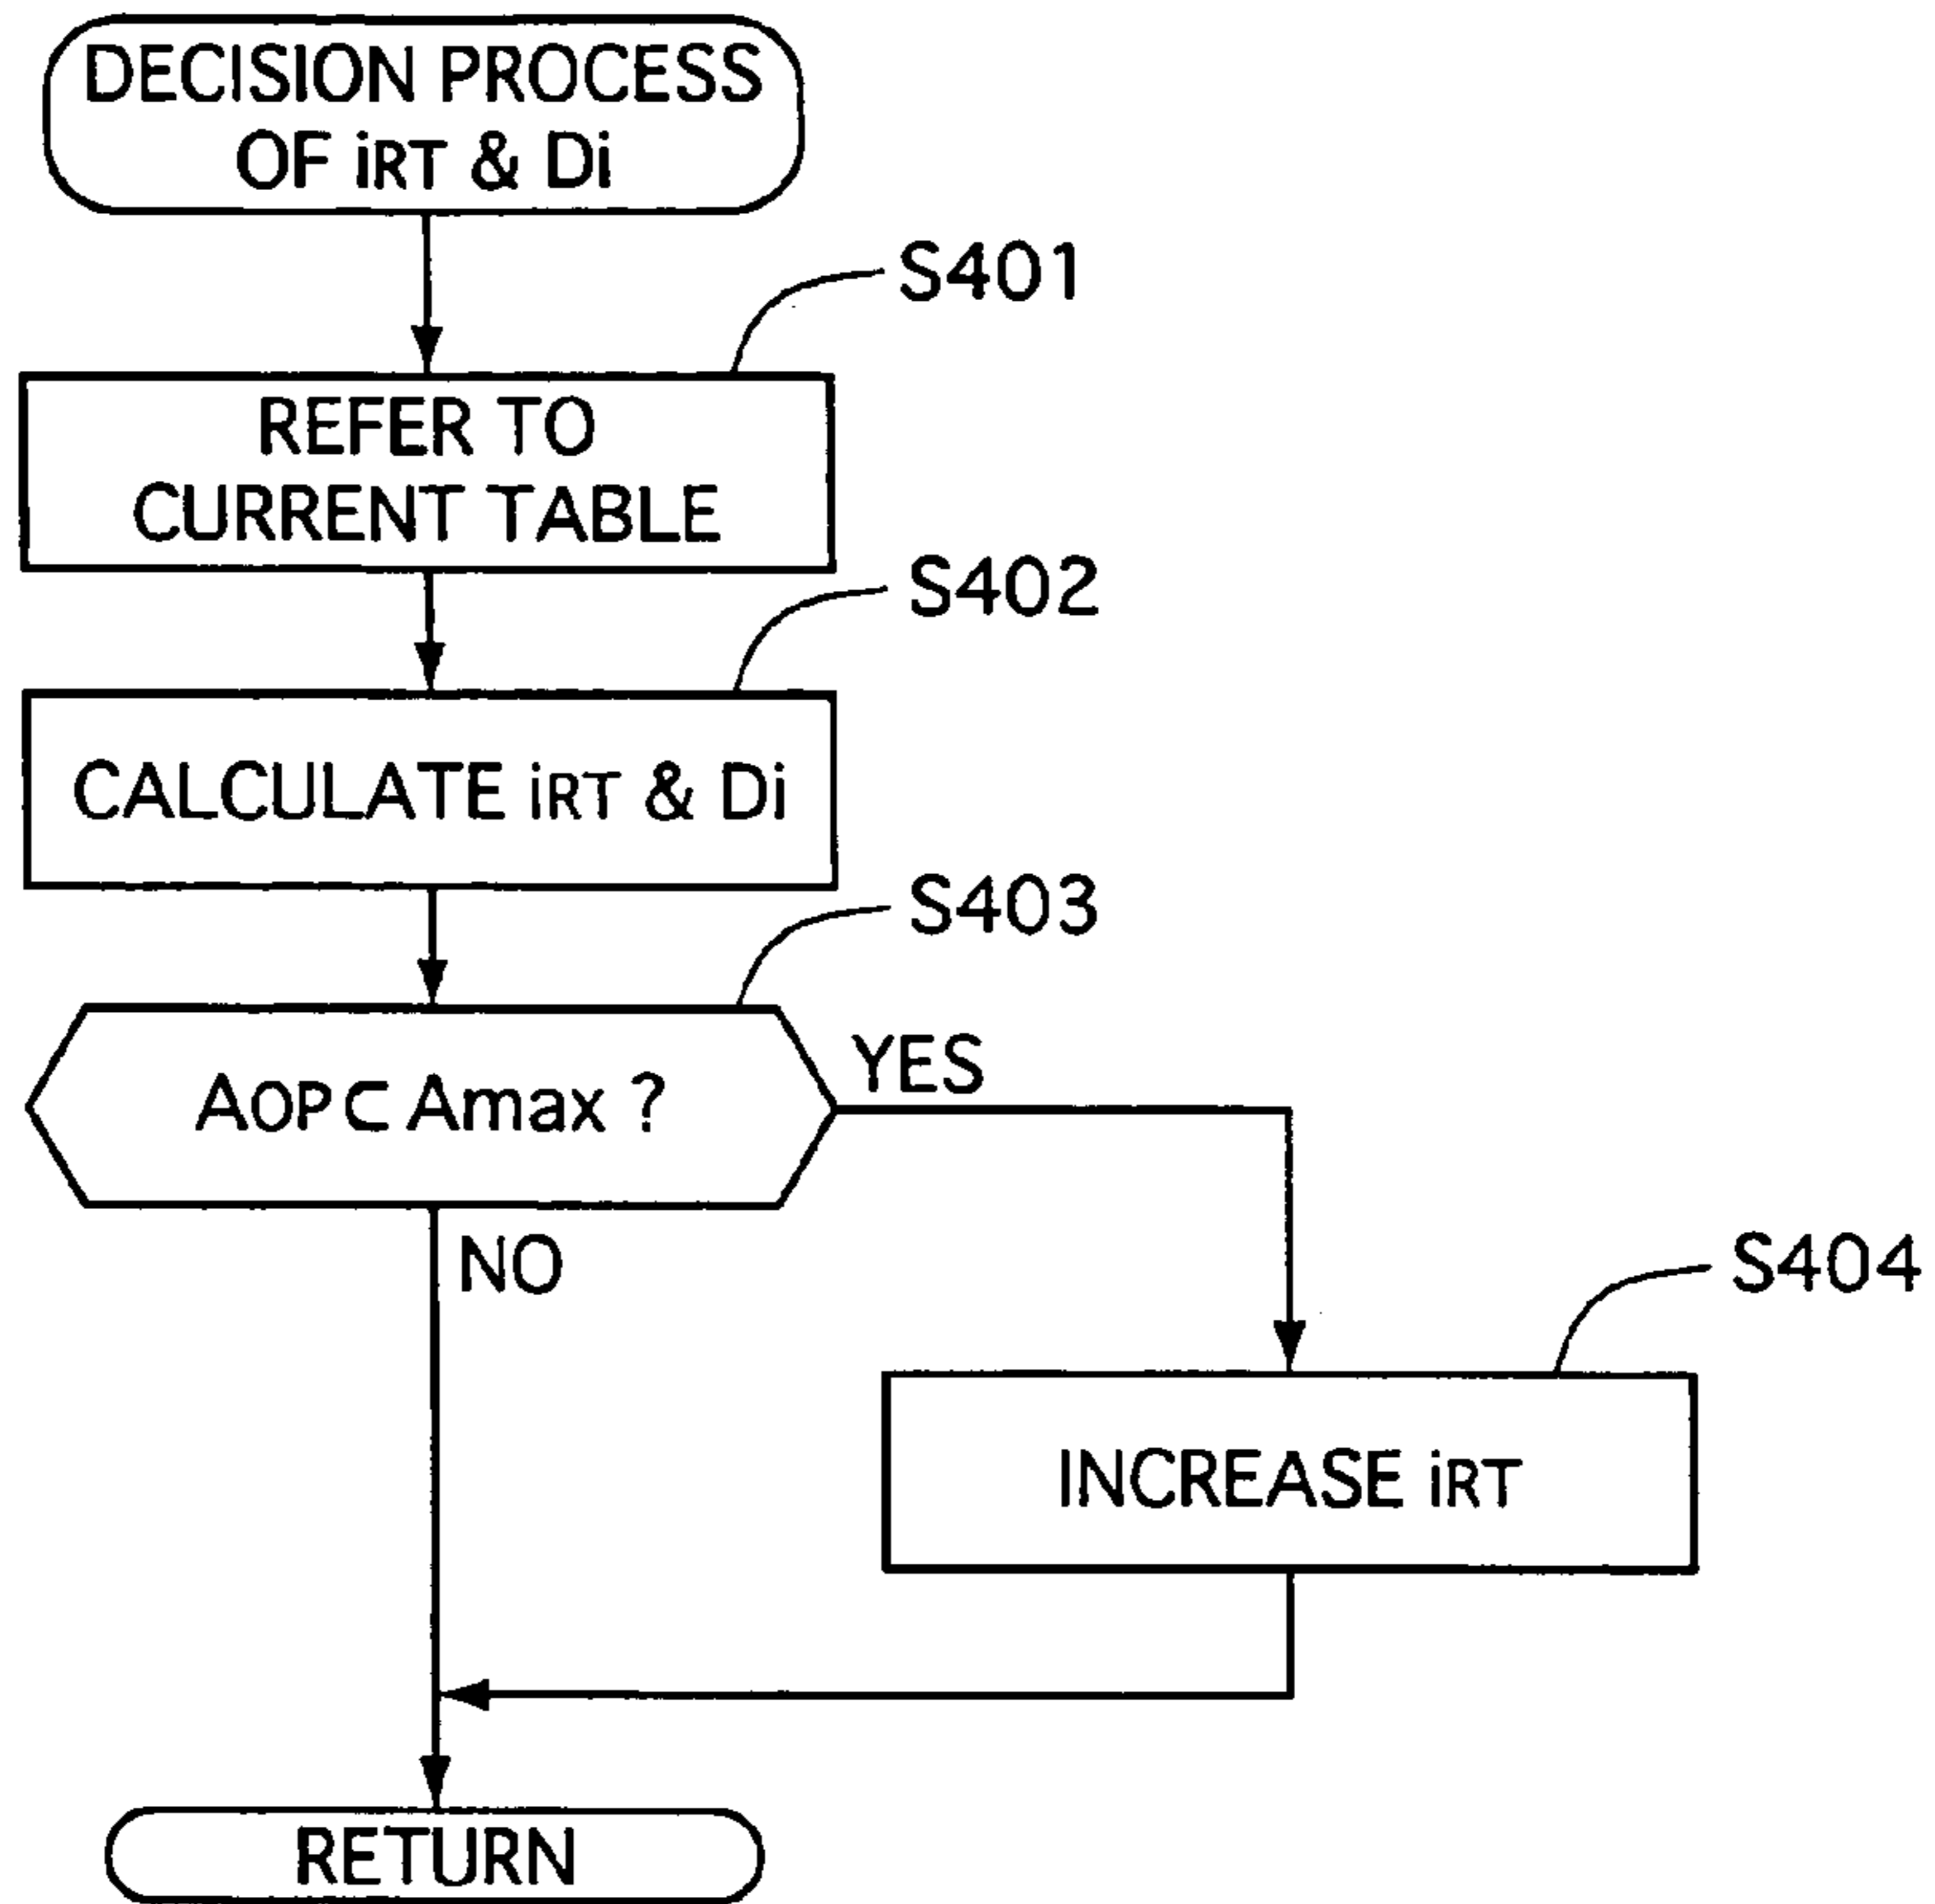 DECISION PROCESS
OF iRT & Di
S401
REFER TO
CURRENT TABLE
S402
CALCULATE iRT & Di
S403
AOP ⊂ Amax ?
YES
NO
S404
INCREASE iRT
RETURN